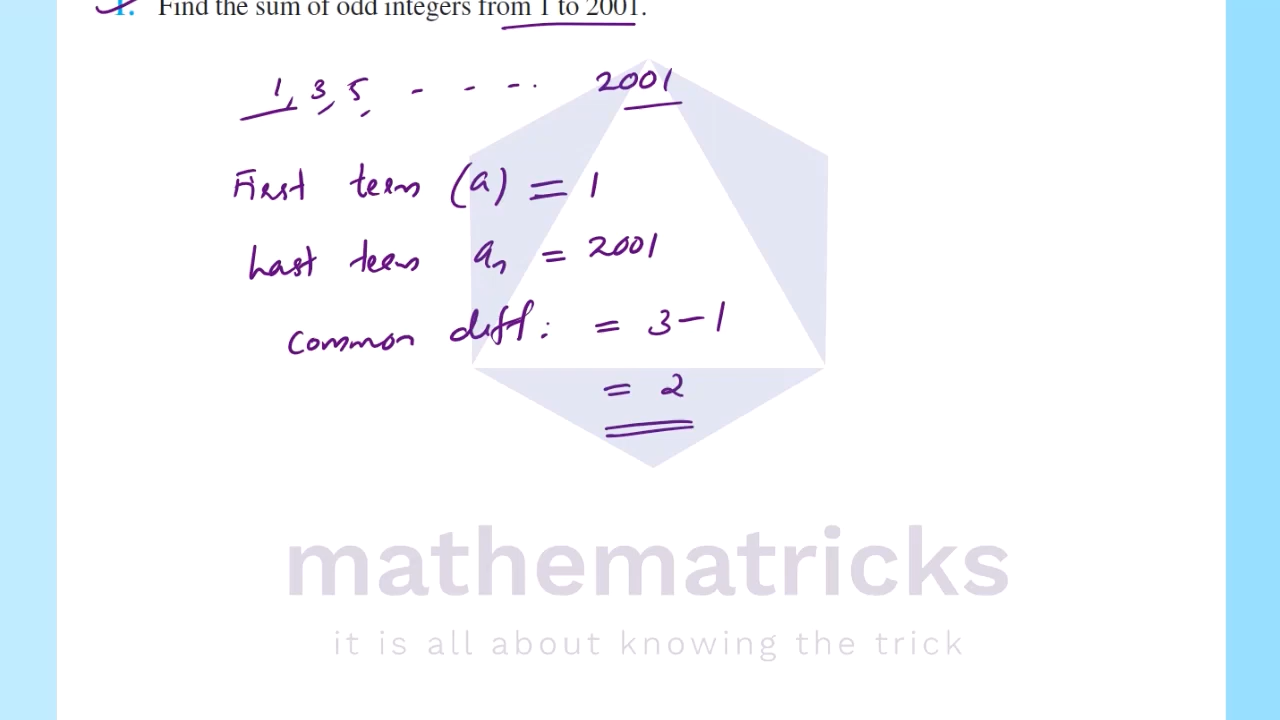 1. Find the sum of odd integers from 1 to 2001.
1, 3, 5, - - - . 2001
First term (a) = 1
Last term aₙ = 2001
Common diff: = 3-1
= 2
mathematricks
it is all about knowing the trick